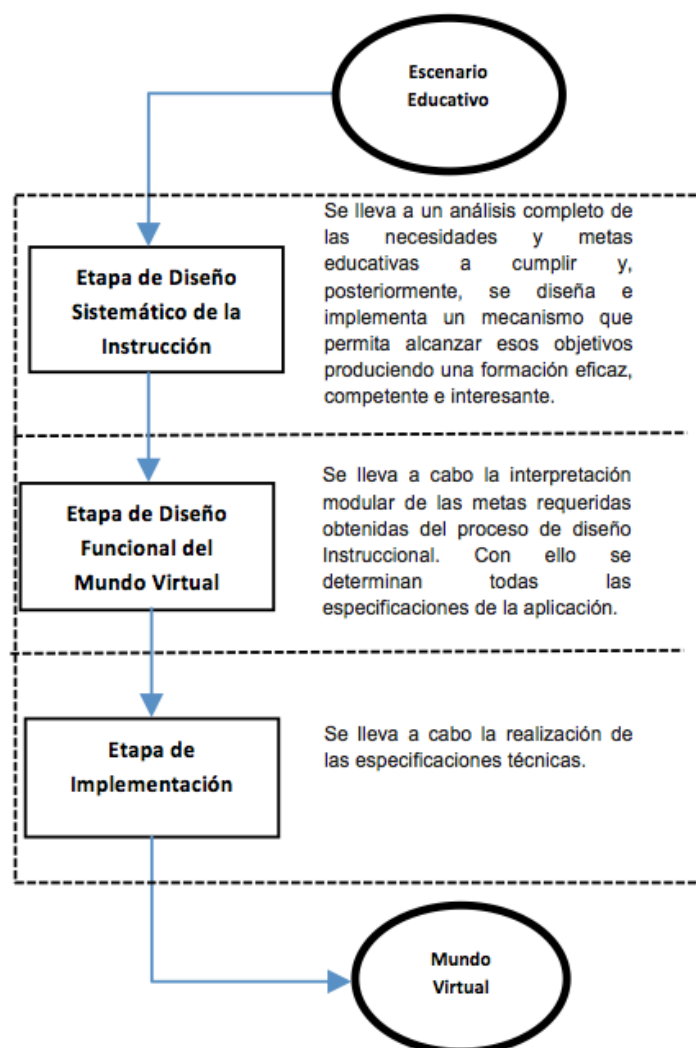 Escenario
Educativo
Se lleva a un análisis completo de
las necesidades y metas
educativas a cumplir y,
posteriormente, se diseña e
implementa un mecanismo que
permita alcanzar esos objetivos
produciendo una formación eficaz,
competente e interesante.
Etapa de Diseño
Sistemático de la
Instrucción
Se lleva a cabo la interpretación
modular de las metas requeridas
obtenidas del proceso de diseño
Instruccional. Con ello se
determinan todas las
especificaciones de la aplicación.
Etapa de Diseño
Funcional del
Mundo Virtual
Se lleva a cabo la realización de
las especificaciones técnicas.
Etapa de
Implementación
Mundo
Virtual